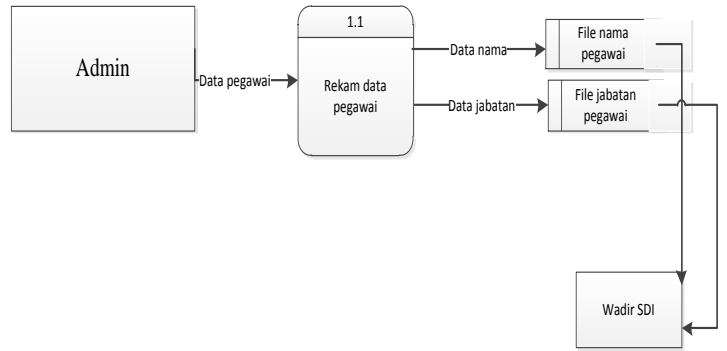 Admin
Data pegawai
1.1
Rekam data
pegawai
Data nama
Data jabatan
File nama
pegawai
File jabatan
pegawai
Wadir SDI